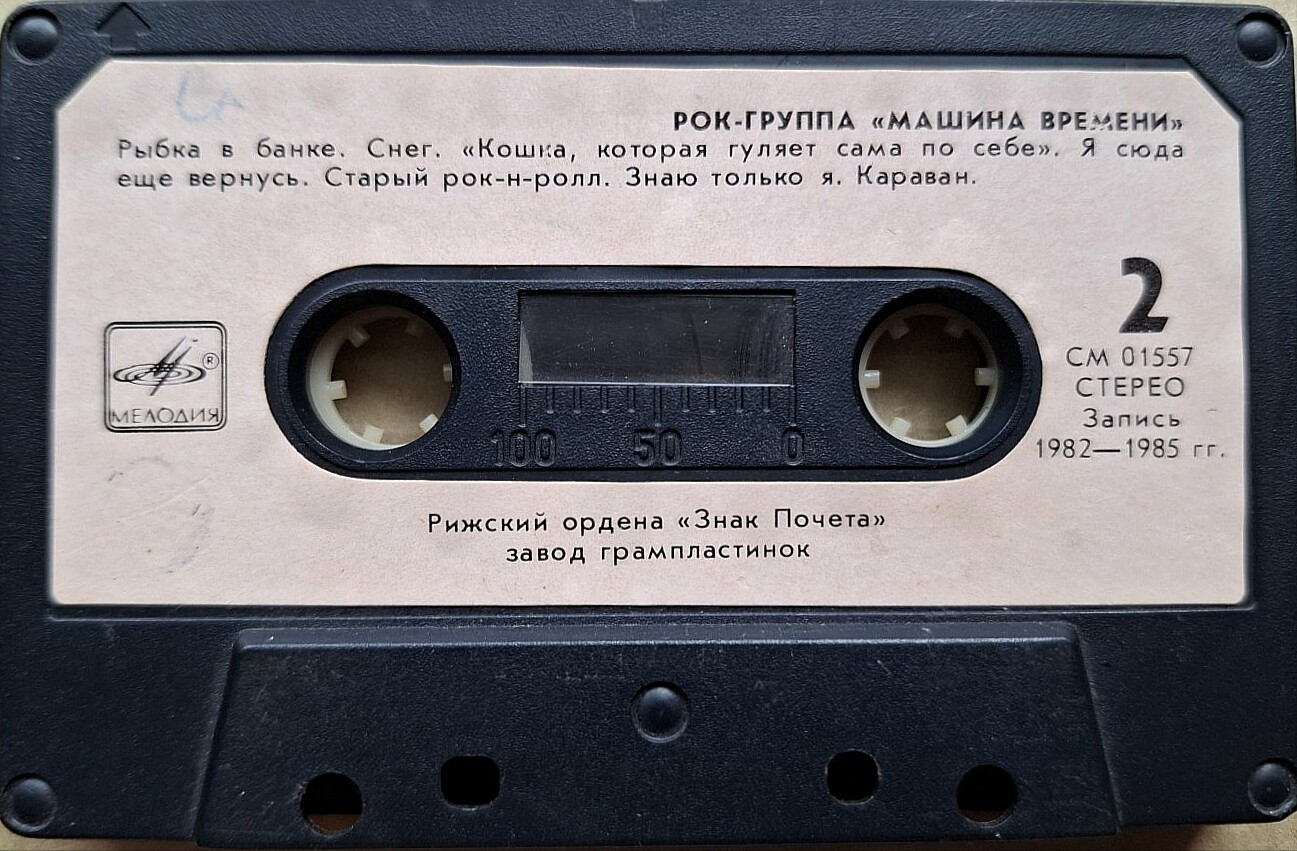 РОК-ГРУППА «МАШИНА ВРЕМЕНИ»
Рыбка в банке. Снег. «Кошка, которая гуляет сама по себе». Я сюда
еще вернусь. Старый рок-н-ролл. Знаю только я. Караван.
2
СМ 01557
СТЕРЕО
Запись
1982—1985 гг.
®
МЕЛОДИЯ
100 50 0
Рижский ордена «Знак Почета»
завод грампластинок